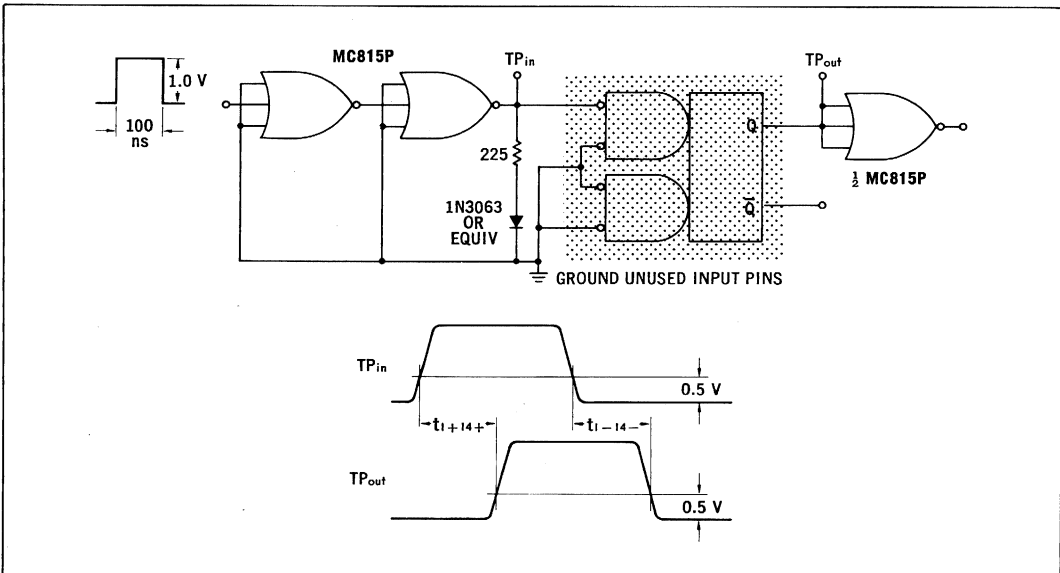 MC815P
TPin
TPout
1.0 V
100
ns
225
1N3063
OR
EQUIV
Q
Q̅
½ MC815P
GROUND UNUSED INPUT PINS
TPin
0.5 V
t1+14+
t1–14–
TPout
0.5 V